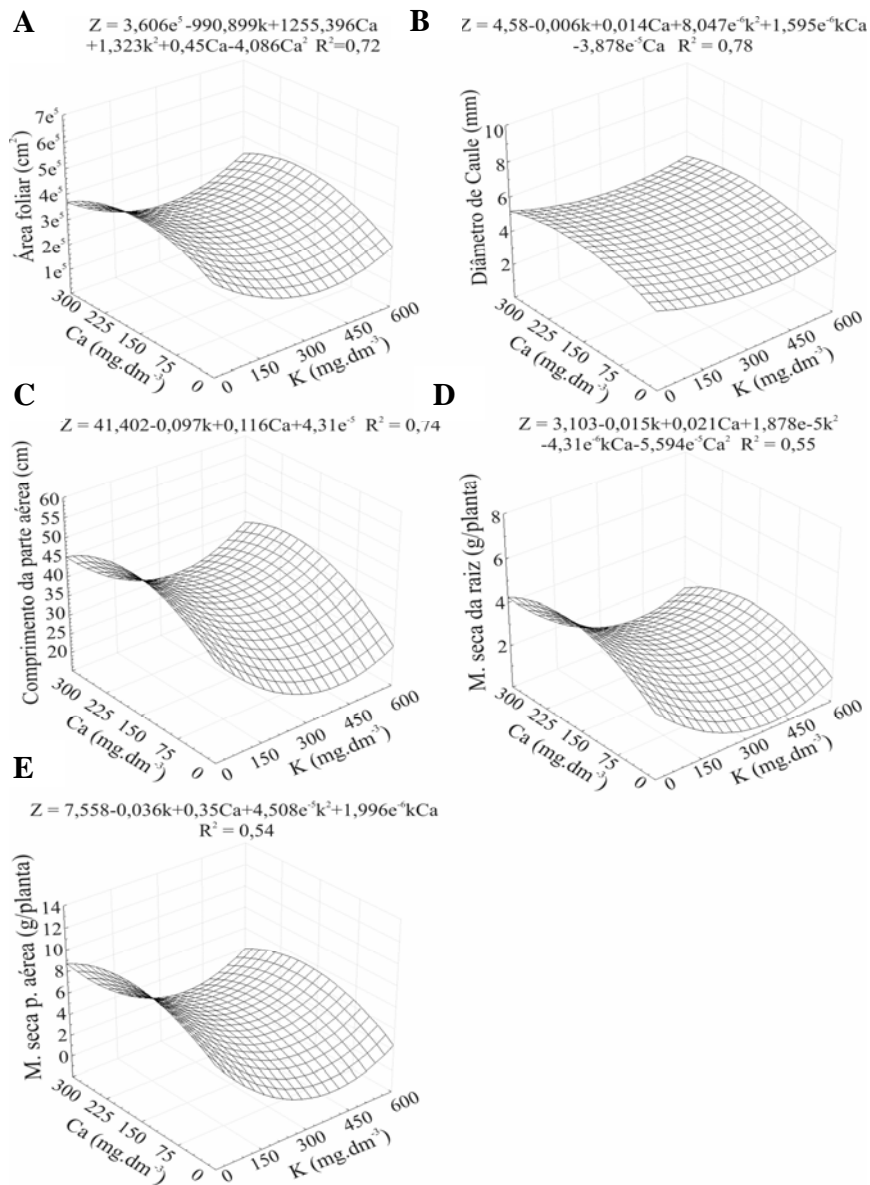 A
Z = 3,606e⁵-990,899k+1255,396Ca
+1,323k²+0,45Ca-4,086Ca² R²=0,72
Área foliar (cm²)
7e⁵
6e⁵
5e⁵
4e⁵
3e⁵
2e⁵
1e⁵
300
225
150
75
0
Ca (mg.dm⁻³)
0
150
300
450
600
K (mg.dm⁻³)
B
Z = 4,58-0,006k+0,014Ca+8,047e⁻⁶k²+1,595e⁻⁶kCa
-3,878e⁻⁵Ca R² = 0,78
Diâmetro de Caule (mm)
10
8
6
4
2
300
225
150
75
0
Ca (mg.dm⁻³)
0
150
300
450
600
K (mg.dm⁻³)
C
Z = 41,402-0,097k+0,116Ca+4,31e⁻⁵ R² = 0,74
Comprimento da parte aérea (cm)
60
55
50
45
40
35
30
25
20
300
225
150
75
0
Ca (mg.dm⁻³)
0
150
300
450
600
K (mg.dm⁻³)
D
Z = 3,103-0,015k+0,021Ca+1,878e-5k²
-4,31e⁻⁶kCa-5,594e⁻⁵Ca² R² = 0,55
M. seca da raiz (g/planta)
8
6
4
2
300
225
150
75
0
Ca (mg.dm⁻³)
0
150
300
450
600
K (mg.dm⁻³)
E
Z = 7,558-0,036k+0,35Ca+4,508e⁻⁵k²+1,996e⁻⁶kCa
R² = 0,54
M. seca p. aérea (g/planta)
14
12
10
8
6
4
2
0
300
225
150
75
0
Ca (mg.dm⁻³)
0
150
300
450
600
K (mg.dm⁻³)